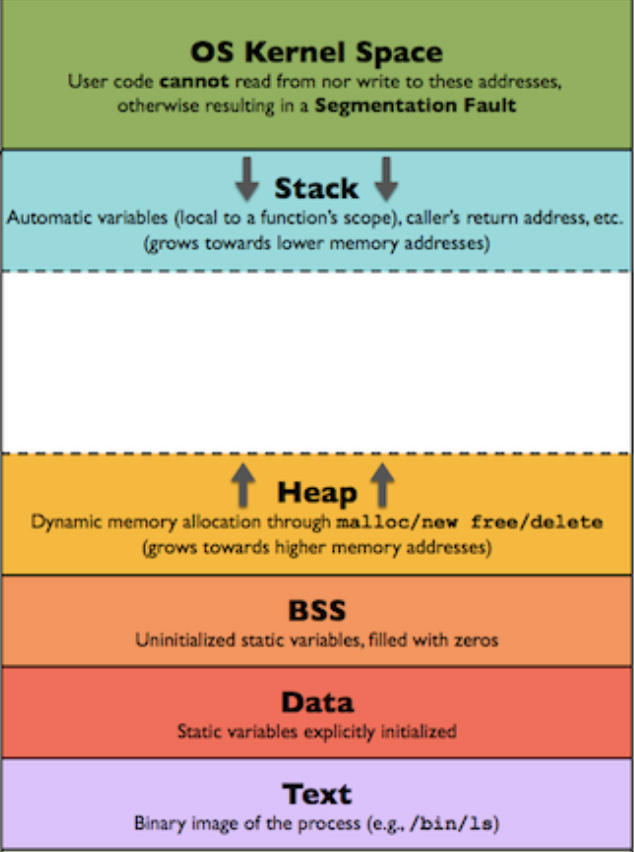 OS Kernel Space
User code cannot read from nor write to these addresses,
otherwise resulting in a Segmentation Fault
Stack
Automatic variables (local to a function's scope), caller's return address, etc.
(grows towards lower memory addresses)
Heap
Dynamic memory allocation through malloc/new free/delete
(grows towards higher memory addresses)
BSS
Uninitialized static variables, filled with zeros
Data
Static variables explicitly initialized
Text
Binary image of the process (e.g., /bin/ls)